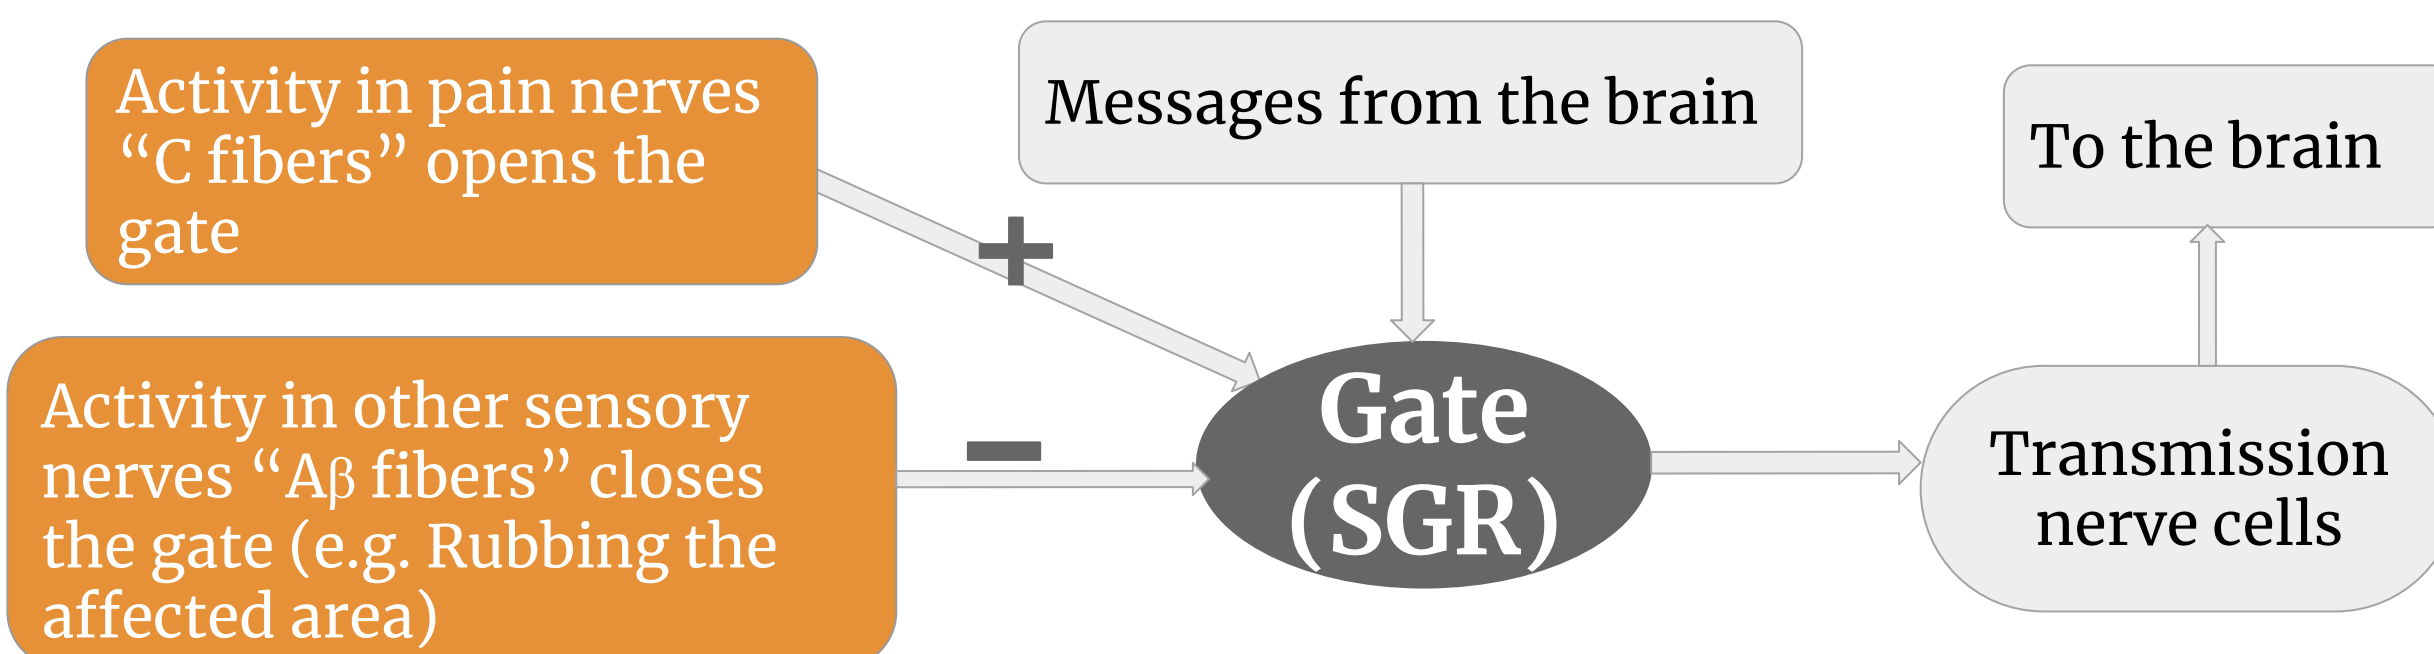 Activity in pain nerves
“C fibers” opens the
gate
Messages from the brain
To the brain
+
Activity in other sensory
nerves “Aβ fibers” closes
the gate (e.g. Rubbing the
affected area)
−
Gate
(SGR)
Transmission
nerve cells